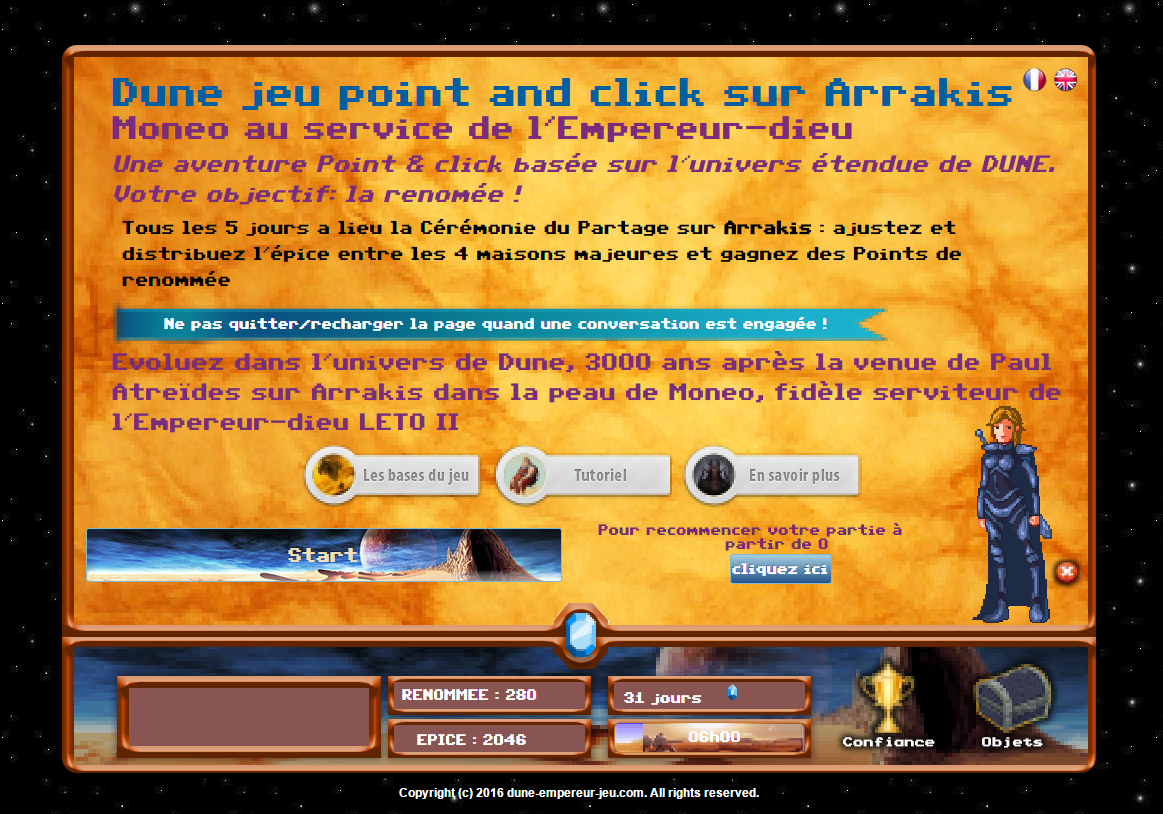 Dune jeu point and click sur Arrakis
Moneo au service de l'Empereur-dieu
Une aventure Point & click basée sur l'univers étendue de DUNE.
Votre objectif: la renomée !
Tous les 5 jours a lieu la Cérémonie du Partage sur Arrakis : ajustez et
distribuez l'épice entre les 4 maisons majeures et gagnez des Points de
renommée
Ne pas quitter/recharger la page quand une conversation est engagée !
Evoluez dans l'univers de Dune, 3000 ans après la venue de Paul
Atreïdes sur Arrakis dans la peau de Moneo, fidèle serviteur de
l'Empereur-dieu LETO II
Les bases du jeu
Tutoriel
En savoir plus
Start
Pour recommencer votre partie à
partir de 0
cliquez ici
RENOMMEE : 280
31 jours
EPICE : 2046
06h00
Confiance
Objets
Copyright (c) 2016 dune-empereur-jeu.com. All rights reserved.